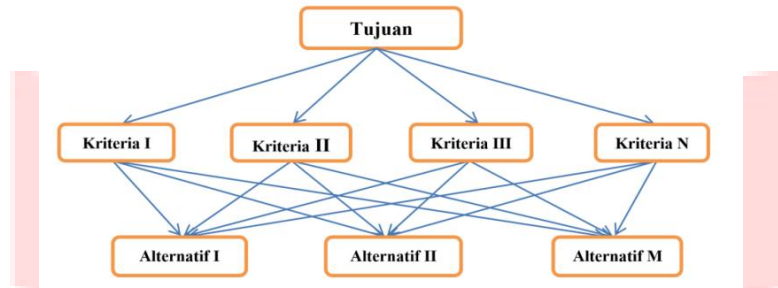 Tujuan
Kriteria I
Kriteria II
Kriteria III
Kriteria N
Alternatif I
Alternatif II
Alternatif M